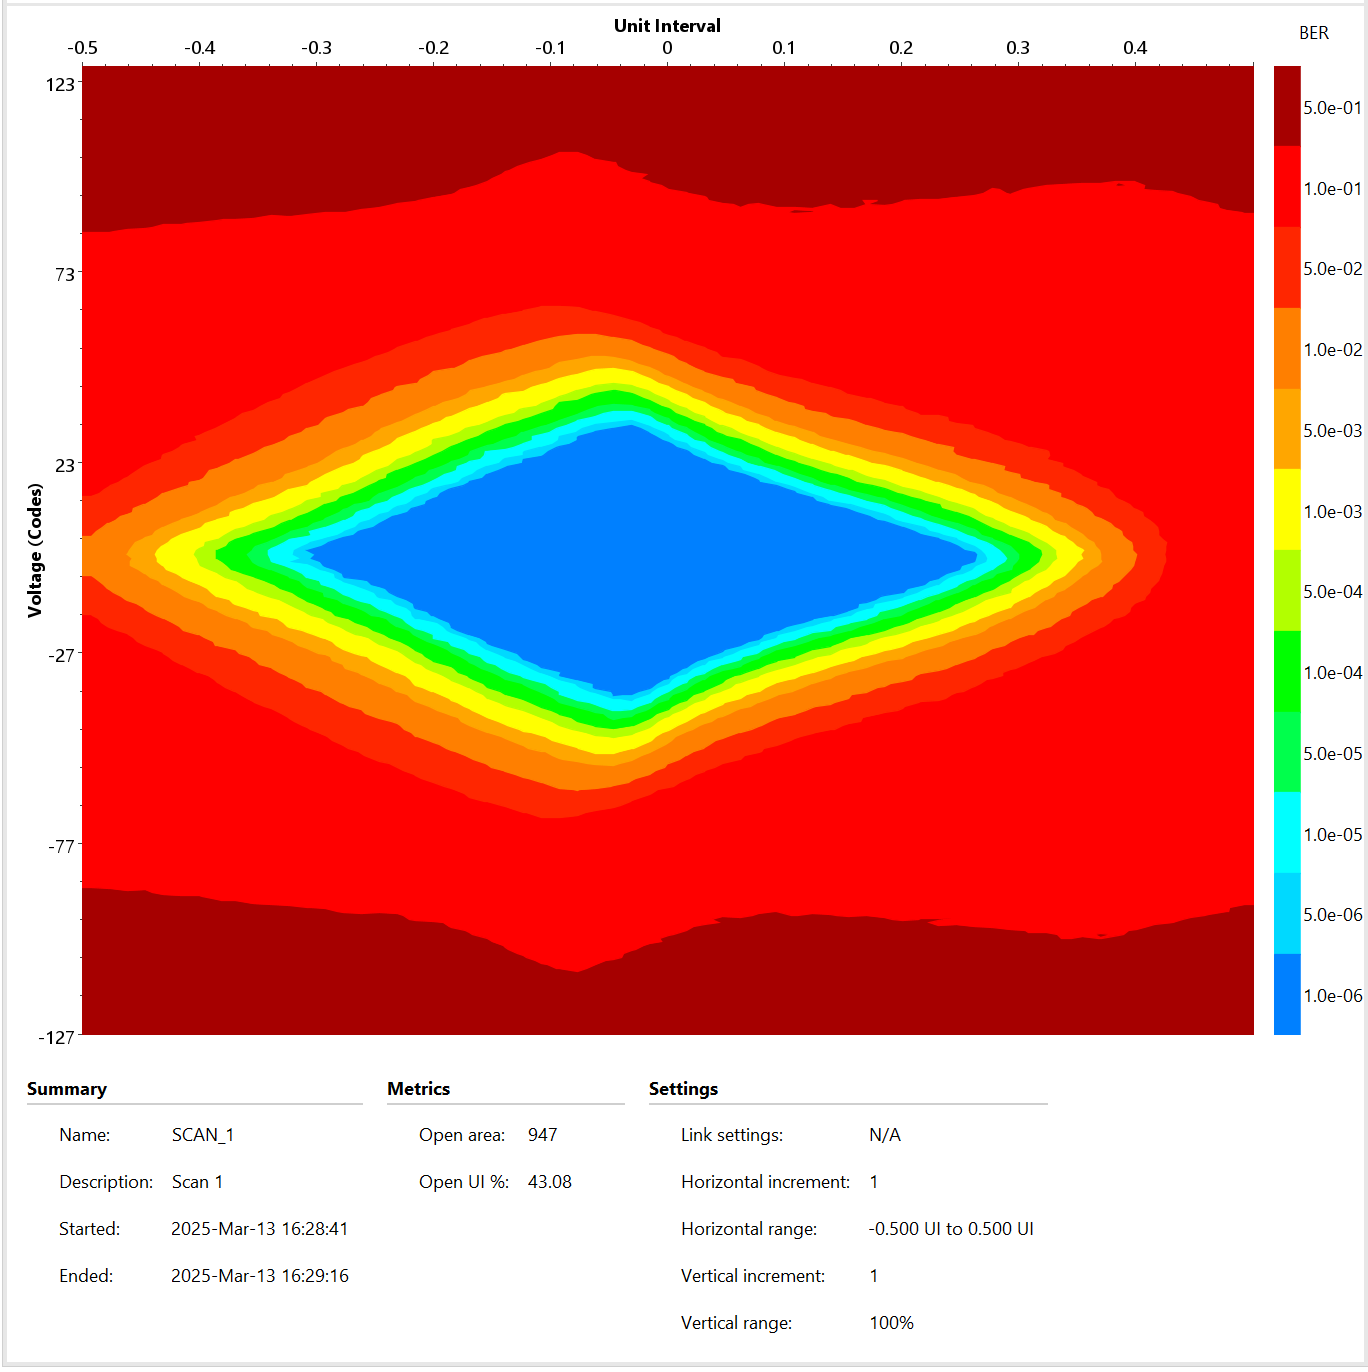 Unit Interval
BER
-0.5 -0.4 -0.3 -0.2 -0.1 0 0.1 0.2 0.3 0.4
123
73
23
-27
-77
-127
Voltage (Codes)
5.0e-01
1.0e-01
5.0e-02
1.0e-02
5.0e-03
1.0e-03
5.0e-04
1.0e-04
5.0e-05
1.0e-05
5.0e-06
1.0e-06
Summary
Name: SCAN_1
Description: Scan 1
Started: 2025-Mar-13 16:28:41
Ended: 2025-Mar-13 16:29:16
Metrics
Open area: 947
Open UI %: 43.08
Settings
Link settings: N/A
Horizontal increment: 1
Horizontal range: -0.500 UI to 0.500 UI
Vertical increment: 1
Vertical range: 100%